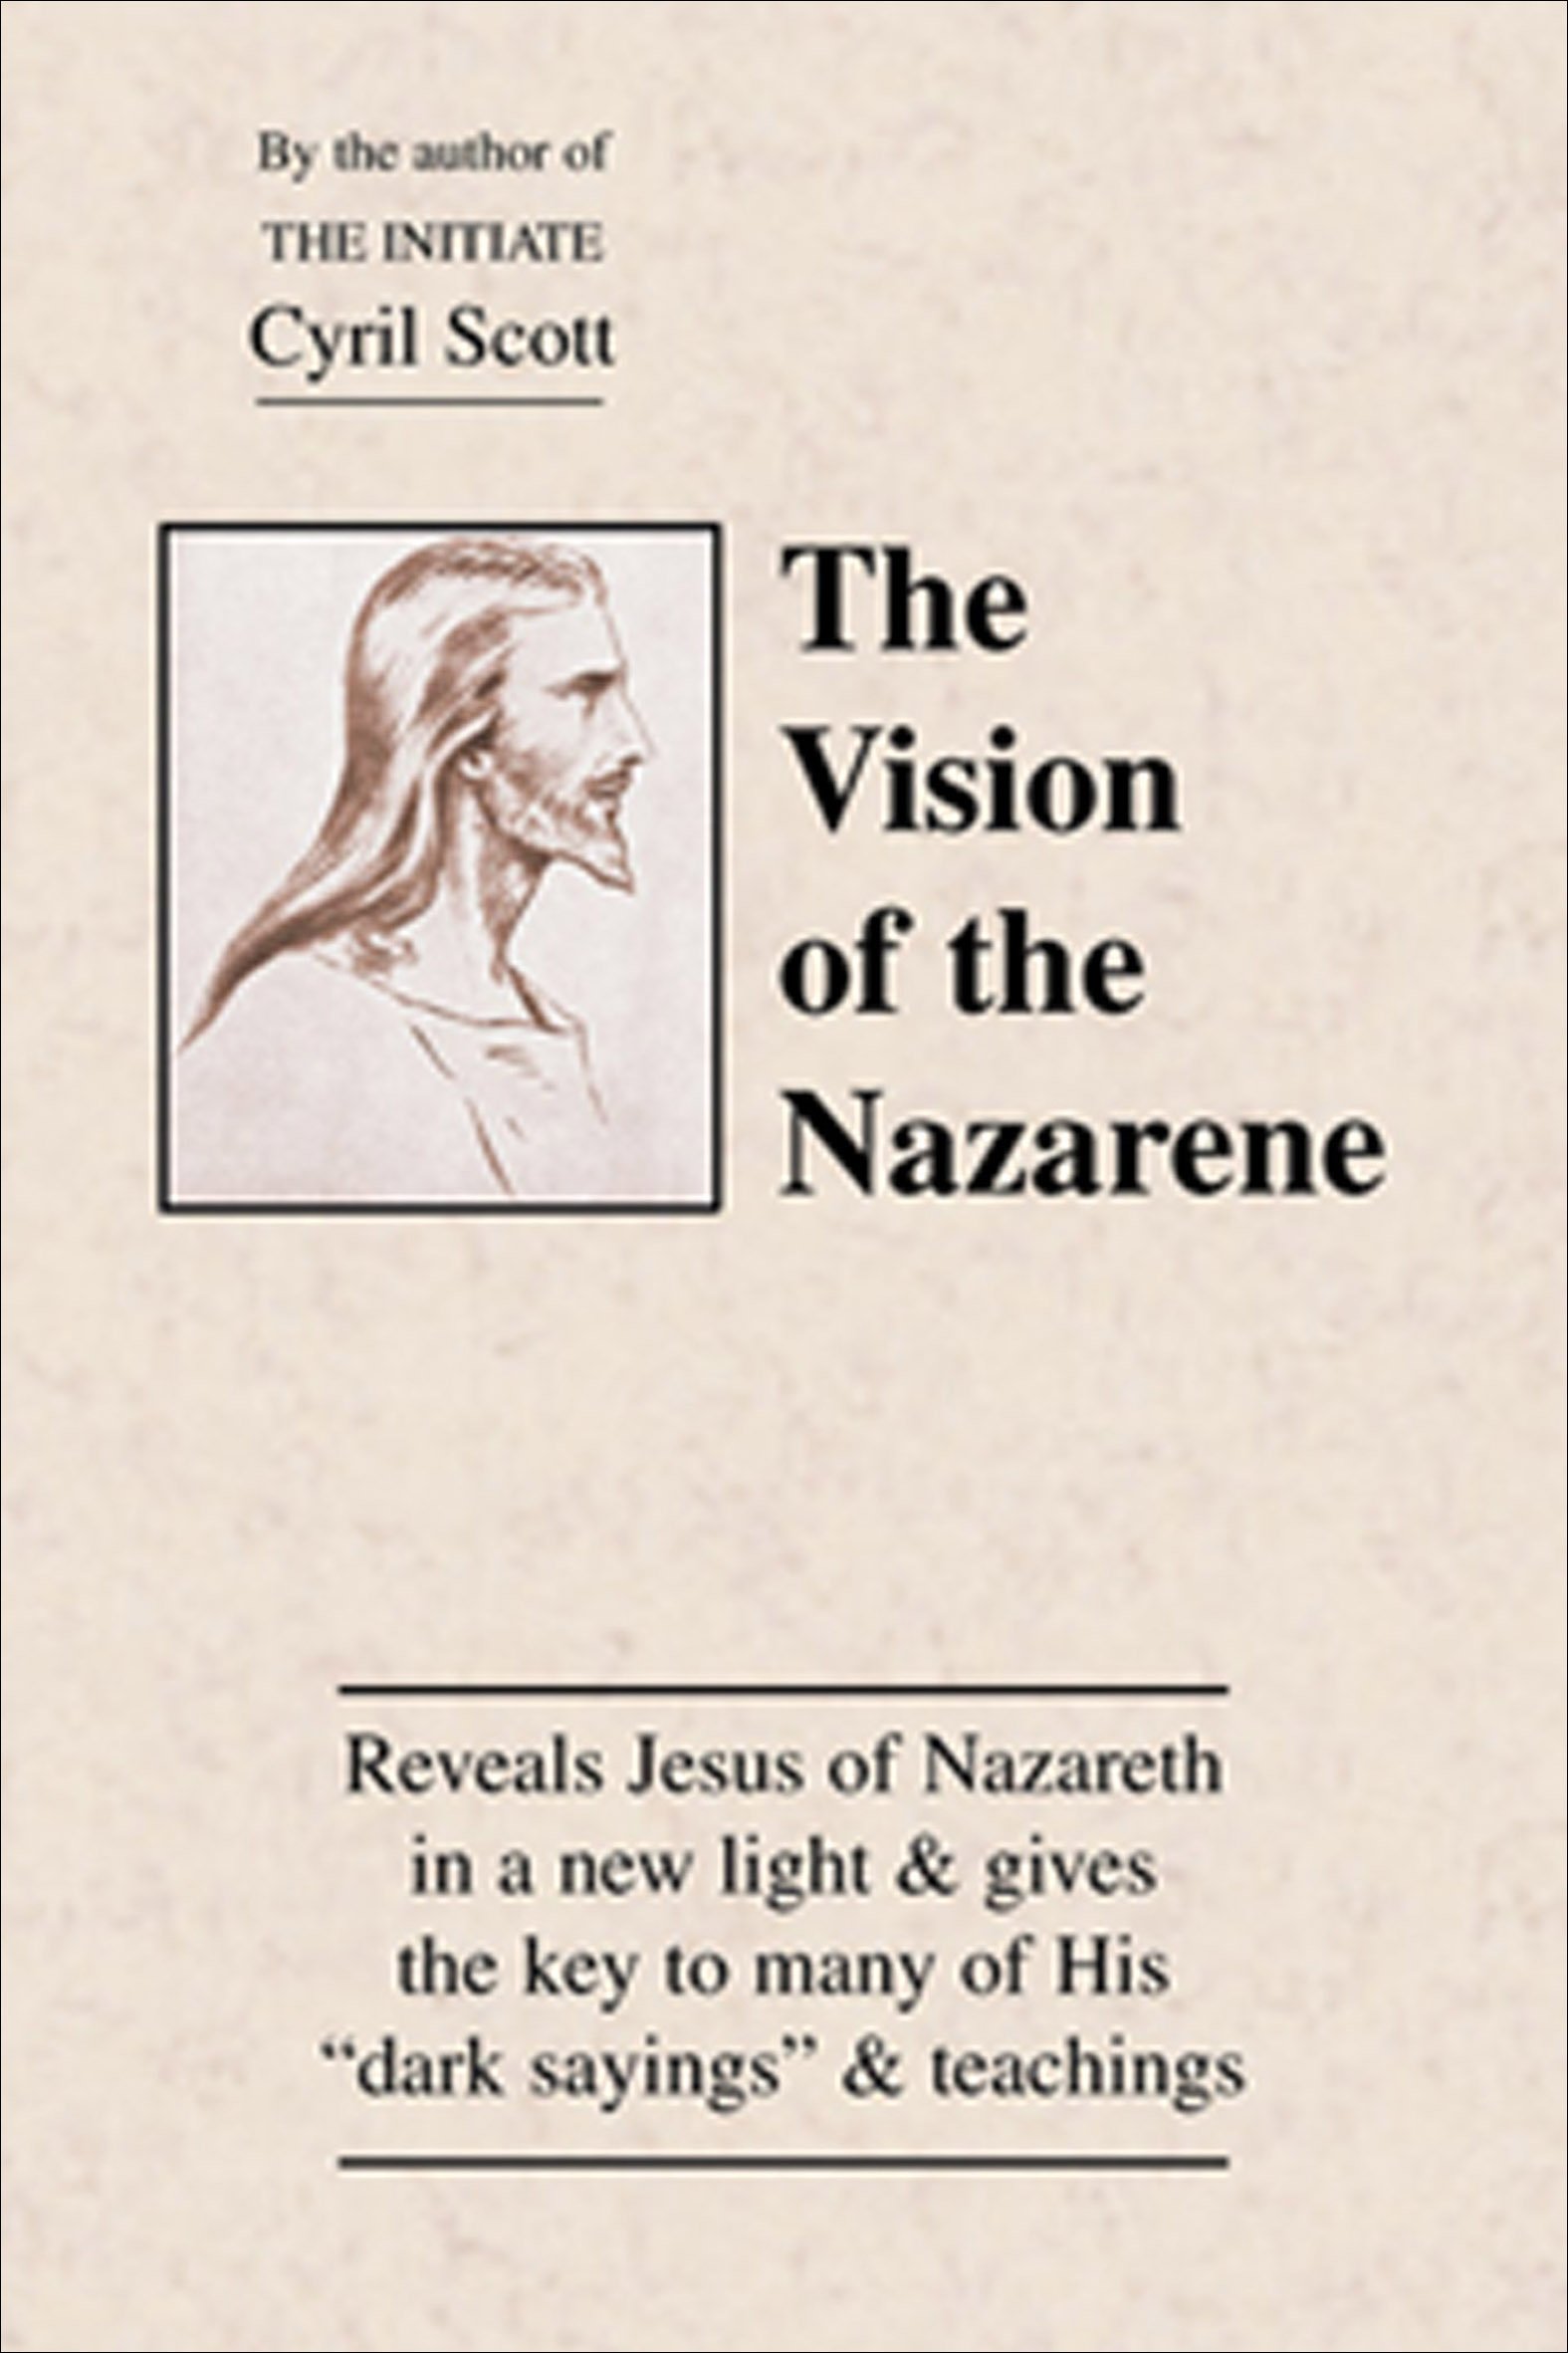 By the author of
THE INITIATE
Cyril Scott
The
Vision
of the
Nazarene
Reveals Jesus of Nazareth
in a new light & gives
the key to many of His
“dark sayings” & teachings